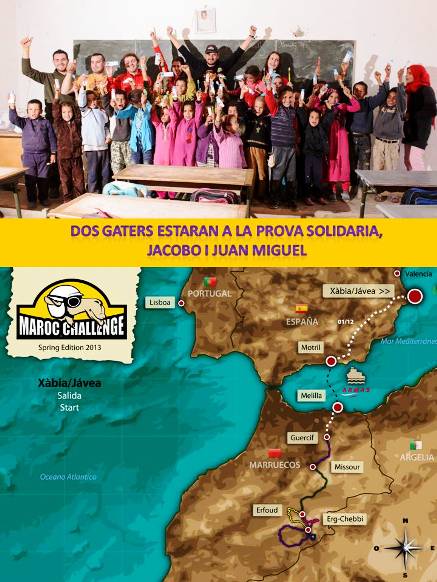 DOS GATERS ESTARAN A LA PROVA SOLIDARIA,
JACOBO I JUAN MIGUEL
MAROC CHALLENGE
Spring Edition 2013
Xàbia/Jávea
Salida
Start
Lisboa
PORTUGAL
Valencia
Xàbia/Jávea >>
ESPAÑA
01/12
Mar Mediterráneo
Motril
ARMAS
Melilla
Guercif
MARRUECOS
Missour
ARGELIA
Oceano Atlantico
Erfoud
Erg-Chebbi
N
O
E
S